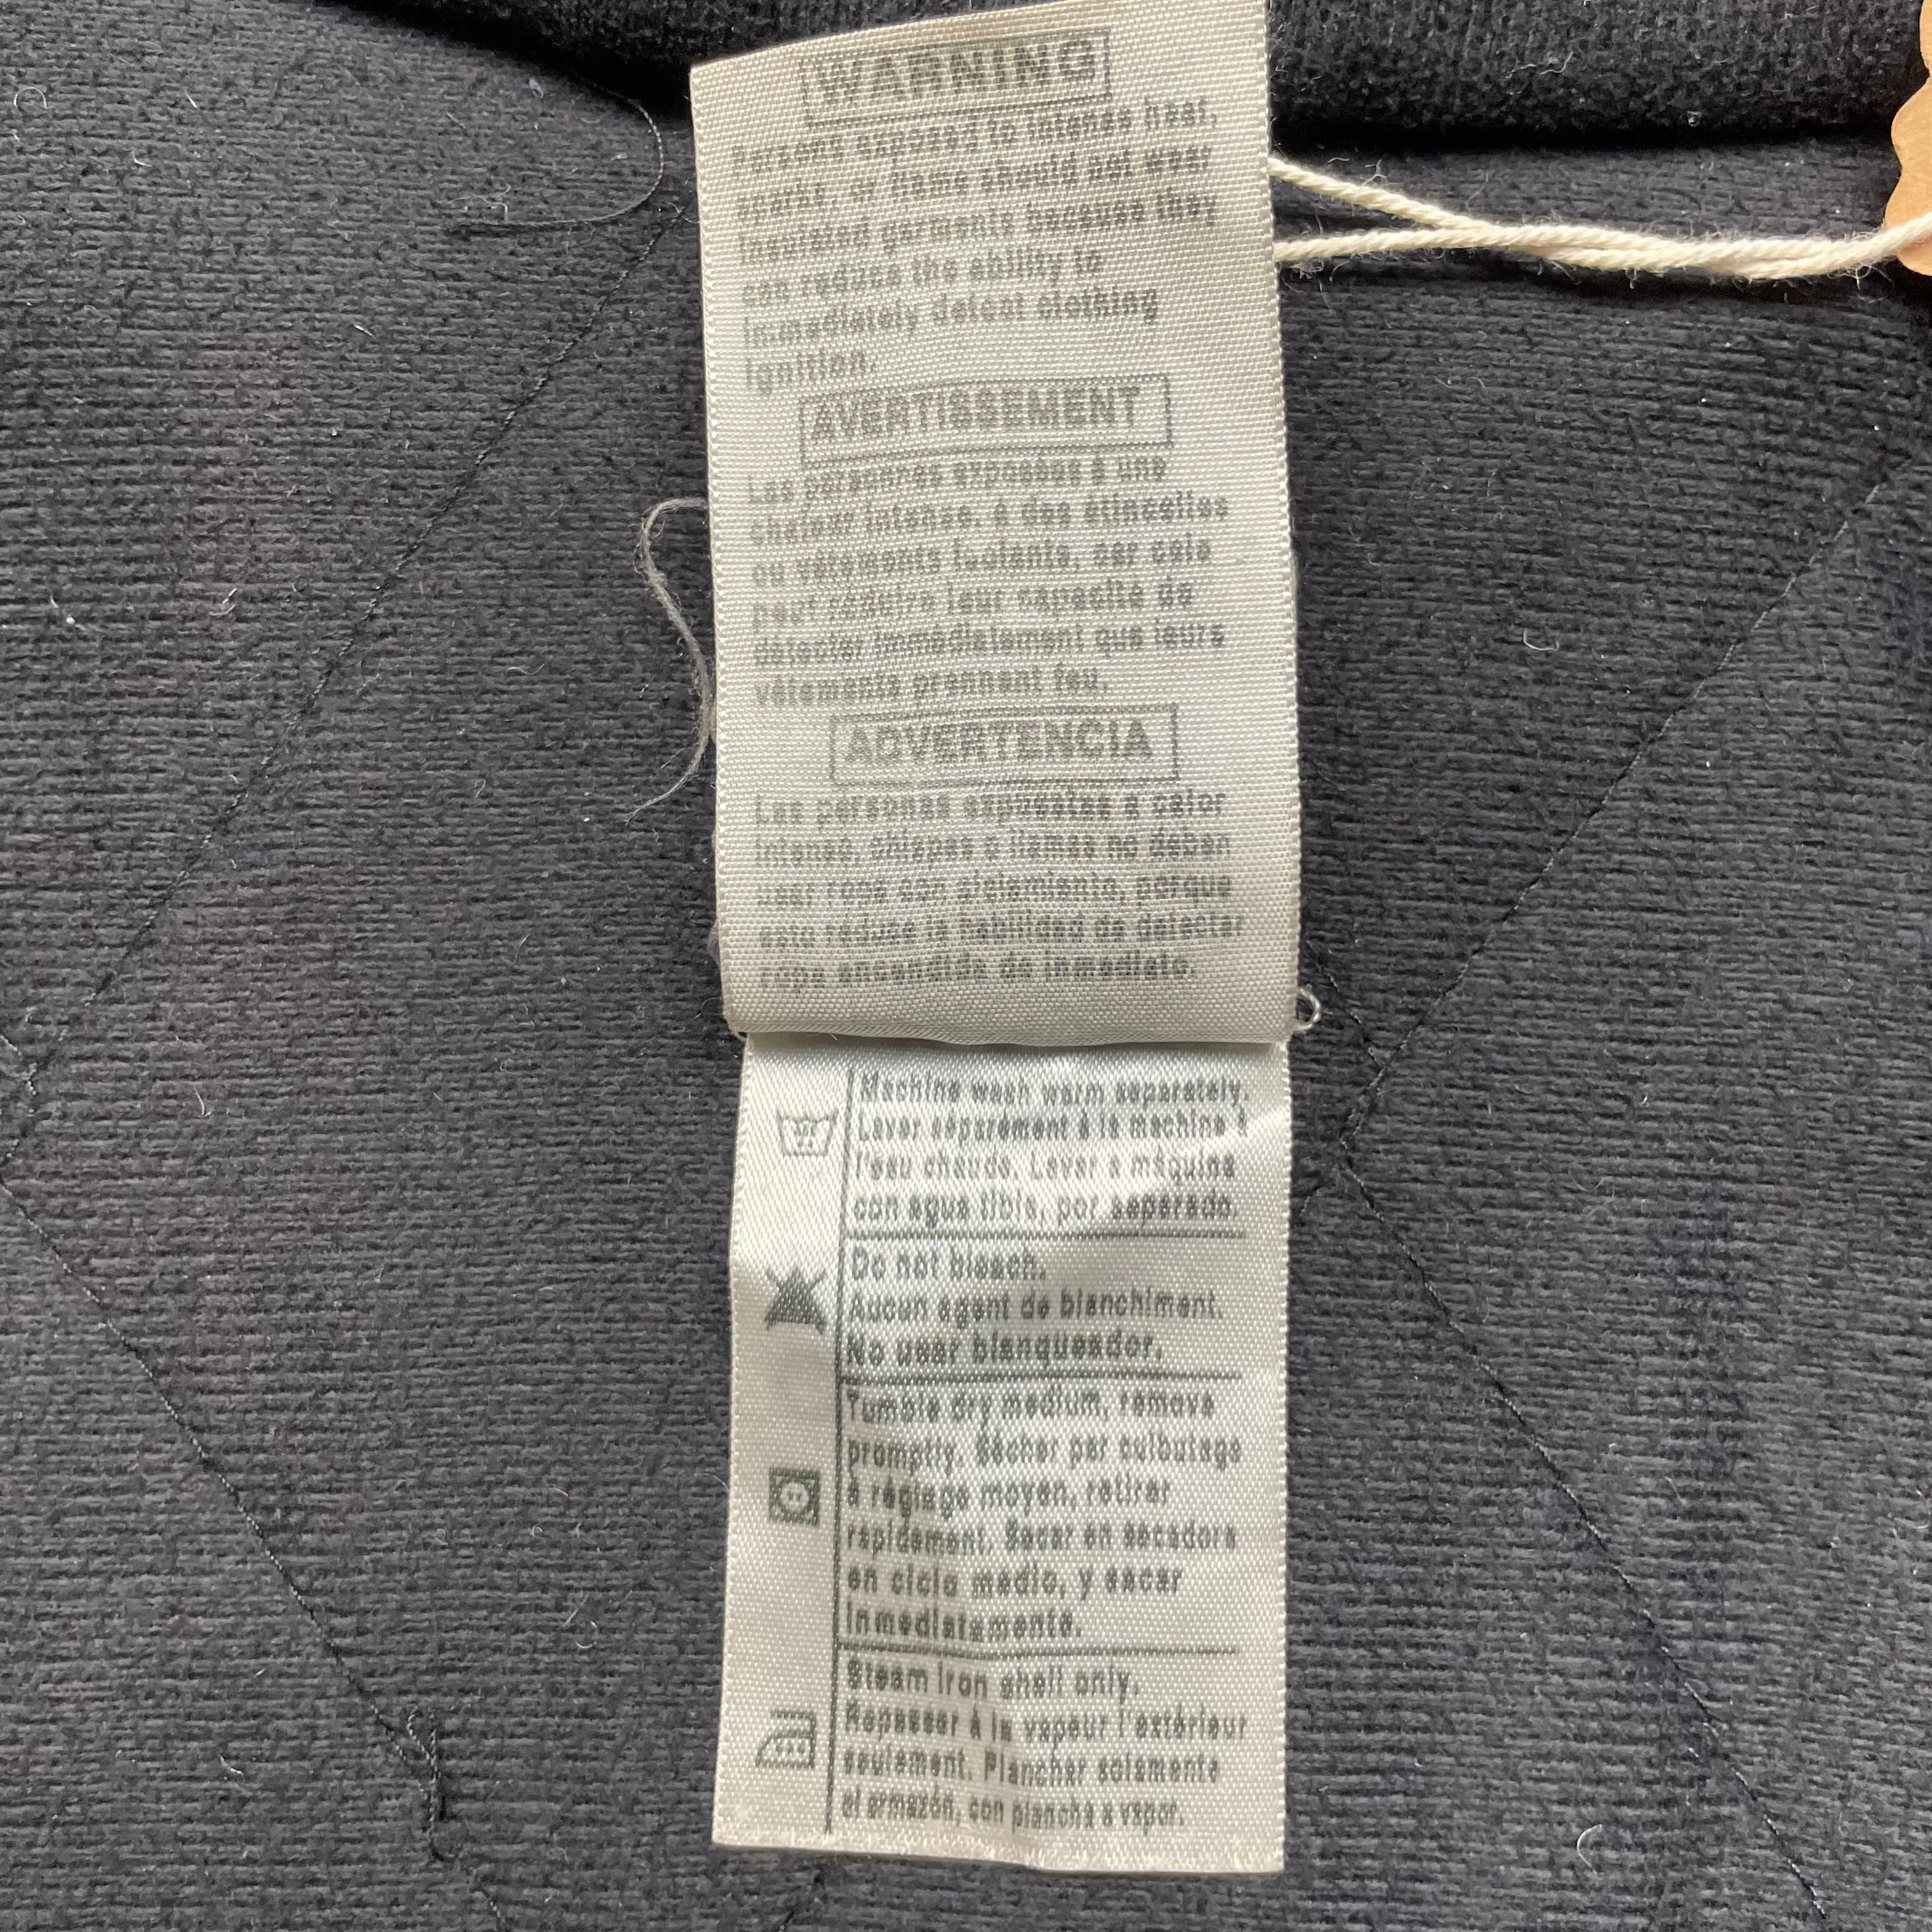 WARNING
Persons exposed to intense heat,
sparks, or flame should not wear
insulated garments because they
can reduce the ability to
immediately detect clothing
ignition.
AVERTISSEMENT
Les personnes exposées à une
chaleur intense, à des étincelles
ou vêtements isolants, car cela
peut réduire leur capacité de
détecter immédiatement que leurs
vêtements prennent feu.
ADVERTENCIA
Las personas expuestas a calor
intenso, chispas o llamas no deban
usar ropa con aislamiento, porque
esto reduce la habilidad de detectar
ropa encendida de inmediato.
Machine wash warm separately.
Laver séparément à la machine à
l'eau chaude. Lavar a máquina
con agua tibia, por separado.
Do not bleach.
Aucun agent de blanchiment.
No usar blanqueador.
Tumble dry medium, remove
promptly. Sécher par culbutage
à réglage moyen, retirer
rapidement. Secar en secadora
en ciclo medio, y sacar
inmediatamente.
Steam iron shell only.
Repasser à la vapeur l'extérieur
seulement. Planchar solamente
el armazón, con plancha a vapor.